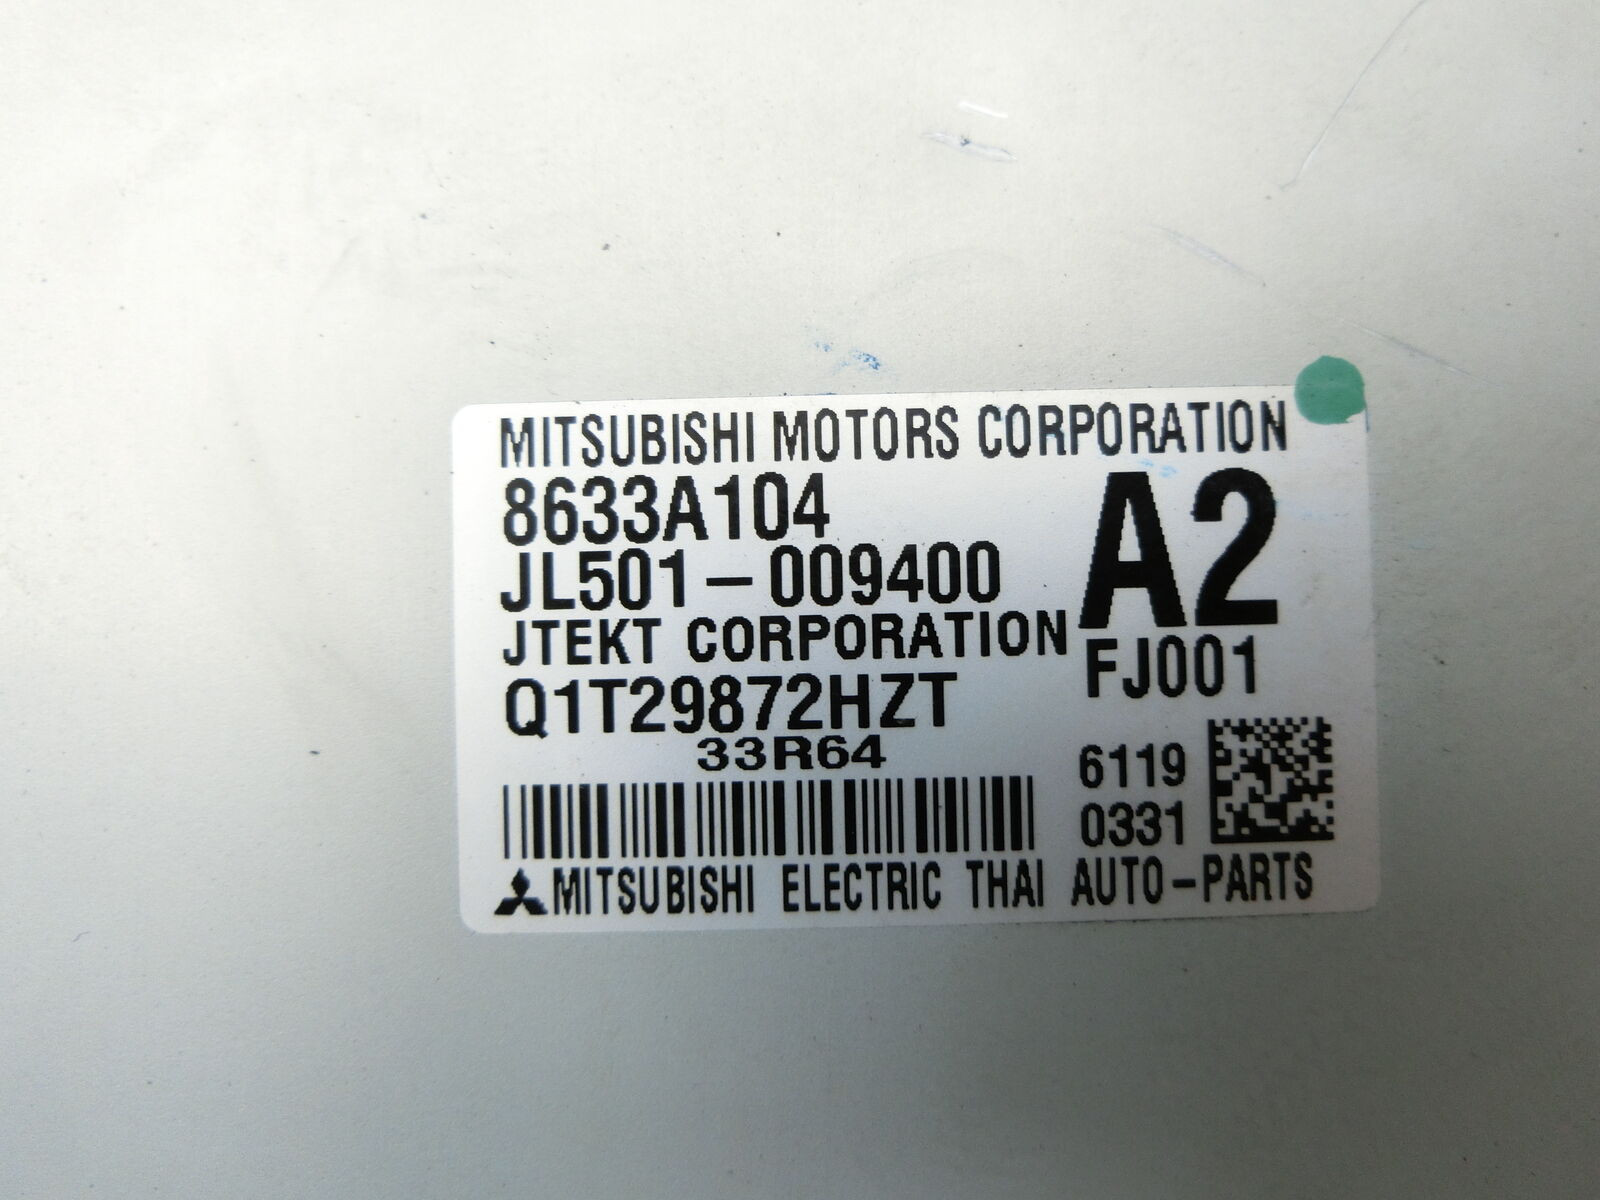 MITSUBISHI MOTORS CORPORATION
8633A104
A2
JL501-009400
JTEKT CORPORATION
FJ001
Q1T29872HZT
33R64
6119
0331
MITSUBISHI ELECTRIC THAI AUTO-PARTS